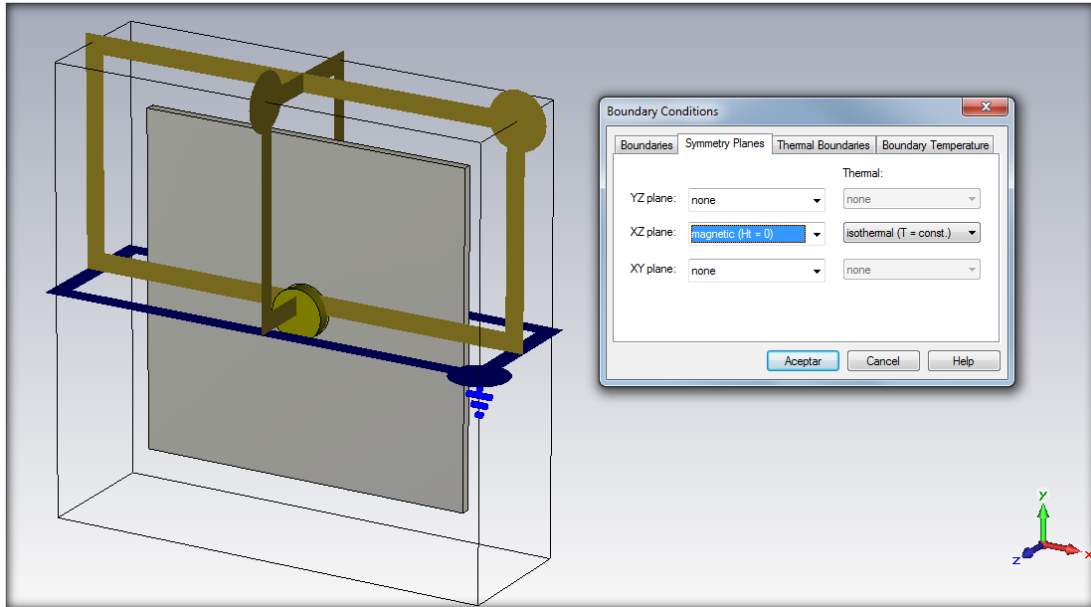 Boundary Conditions
Boundaries Symmetry Planes Thermal Boundaries Boundary Temperature
Thermal:
YZ plane: none none
XZ plane: magnetic (Ht = 0) isothermal (T = const.)
XY plane: none none
Aceptar Cancel Help
y
z x